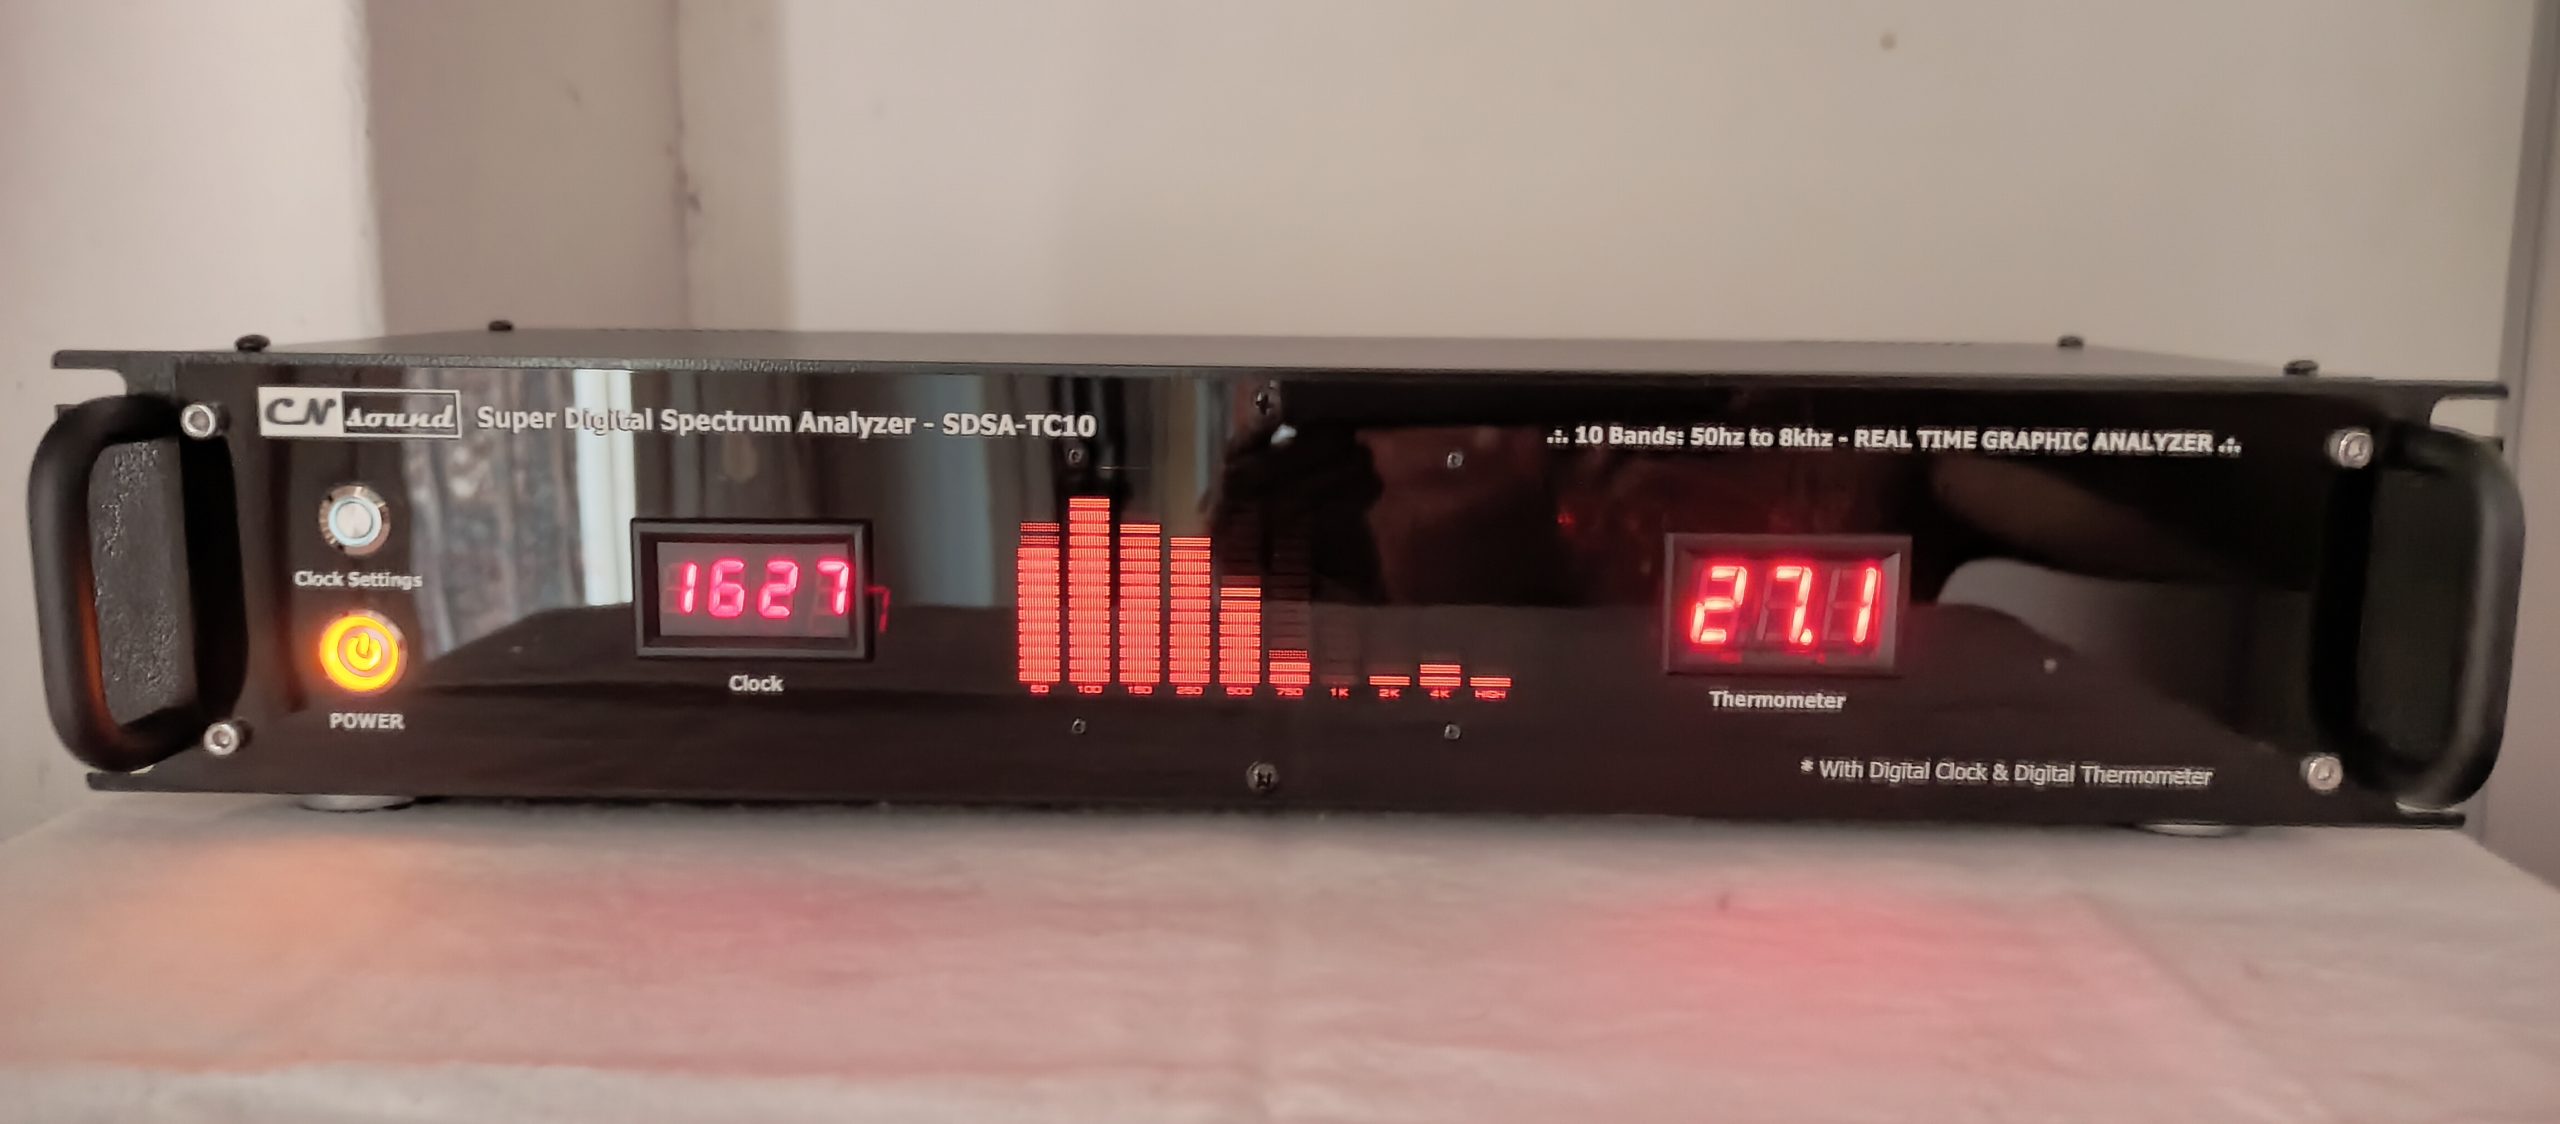 CN sound
Super Digital Spectrum Analyzer - SDSA-TC10
.:. 10 Bands: 50hz to 8khz - REAL TIME GRAPHIC ANALYZER .:.
Clock Settings
POWER
1627
Clock
50 100 150 250 500 750 1K 2K 4K HIGH
27.1
Thermometer
* With Digital Clock & Digital Thermometer